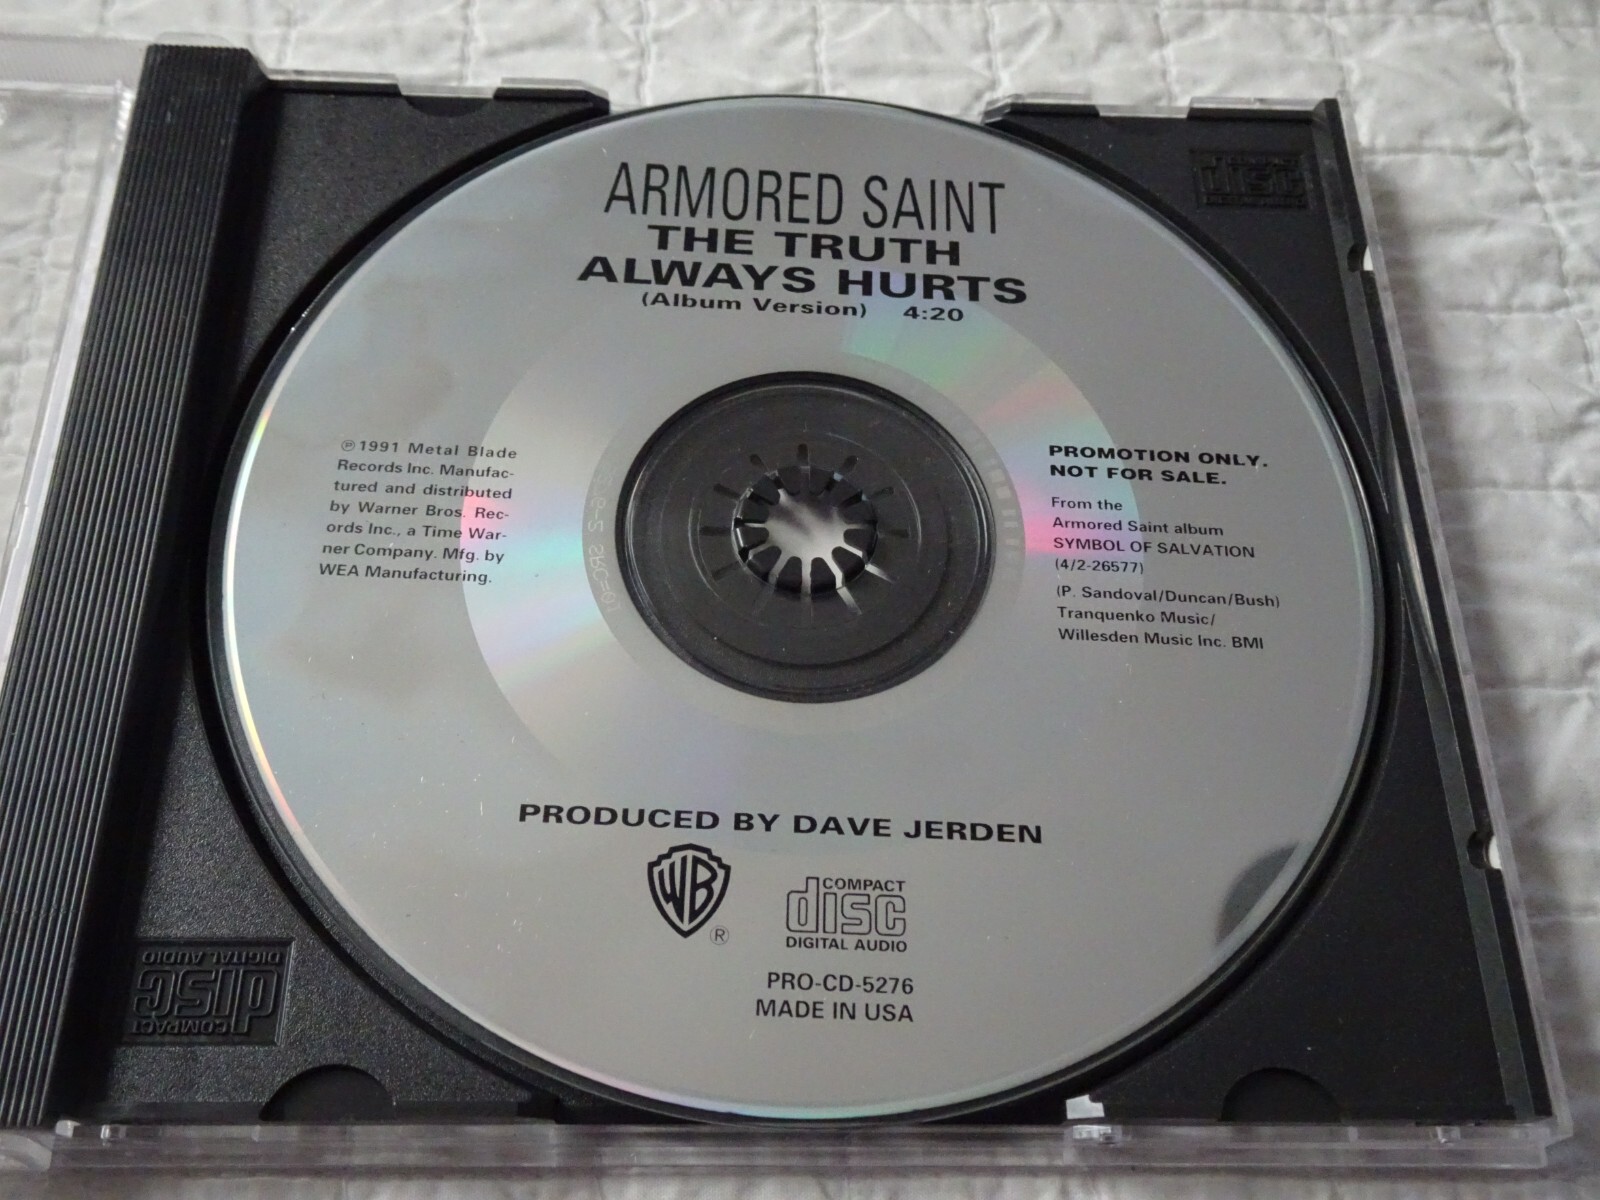 ARMORED SAINT
THE TRUTH
ALWAYS HURTS
(Album Version) 4:20
℗1991 Metal Blade
Records Inc. Manufac-
tured and distributed
by Warner Bros. Rec-
ords Inc., a Time War-
ner Company. Mfg. by
WEA Manufacturing.
PROMOTION ONLY.
NOT FOR SALE.
From the
Armored Saint album
SYMBOL OF SALVATION
(4/2-26577)
(P. Sandoval/Duncan/Bush)
Tranquenko Music/
Willesden Music Inc. BMI
PRODUCED BY DAVE JERDEN
WB
®
COMPACT
disc
DIGITAL AUDIO
PRO-CD-5276
MADE IN USA
COMPACT
disc
COMPACT
disc
DIGITAL AUDIO